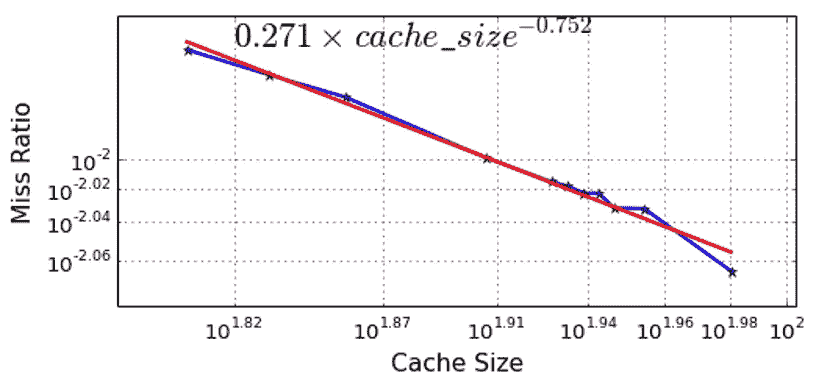 0.271 × cache_size^{-0.752}
Miss Ratio
10^{-2}
10^{-2.02}
10^{-2.04}
10^{-2.06}
10^{1.82} 10^{1.87} 10^{1.91} 10^{1.94} 10^{1.96} 10^{1.98} 10^{2}
Cache Size